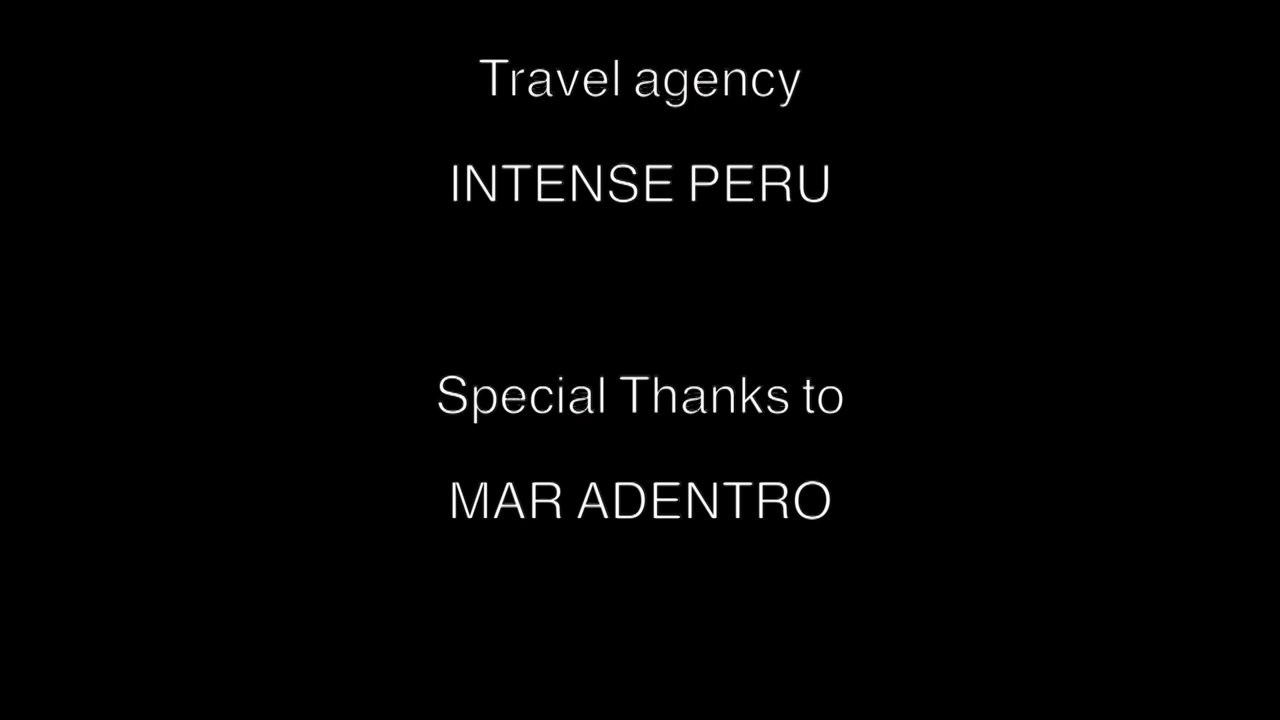 Travel agency
INTENSE PERU
Special Thanks to
MAR ADENTRO